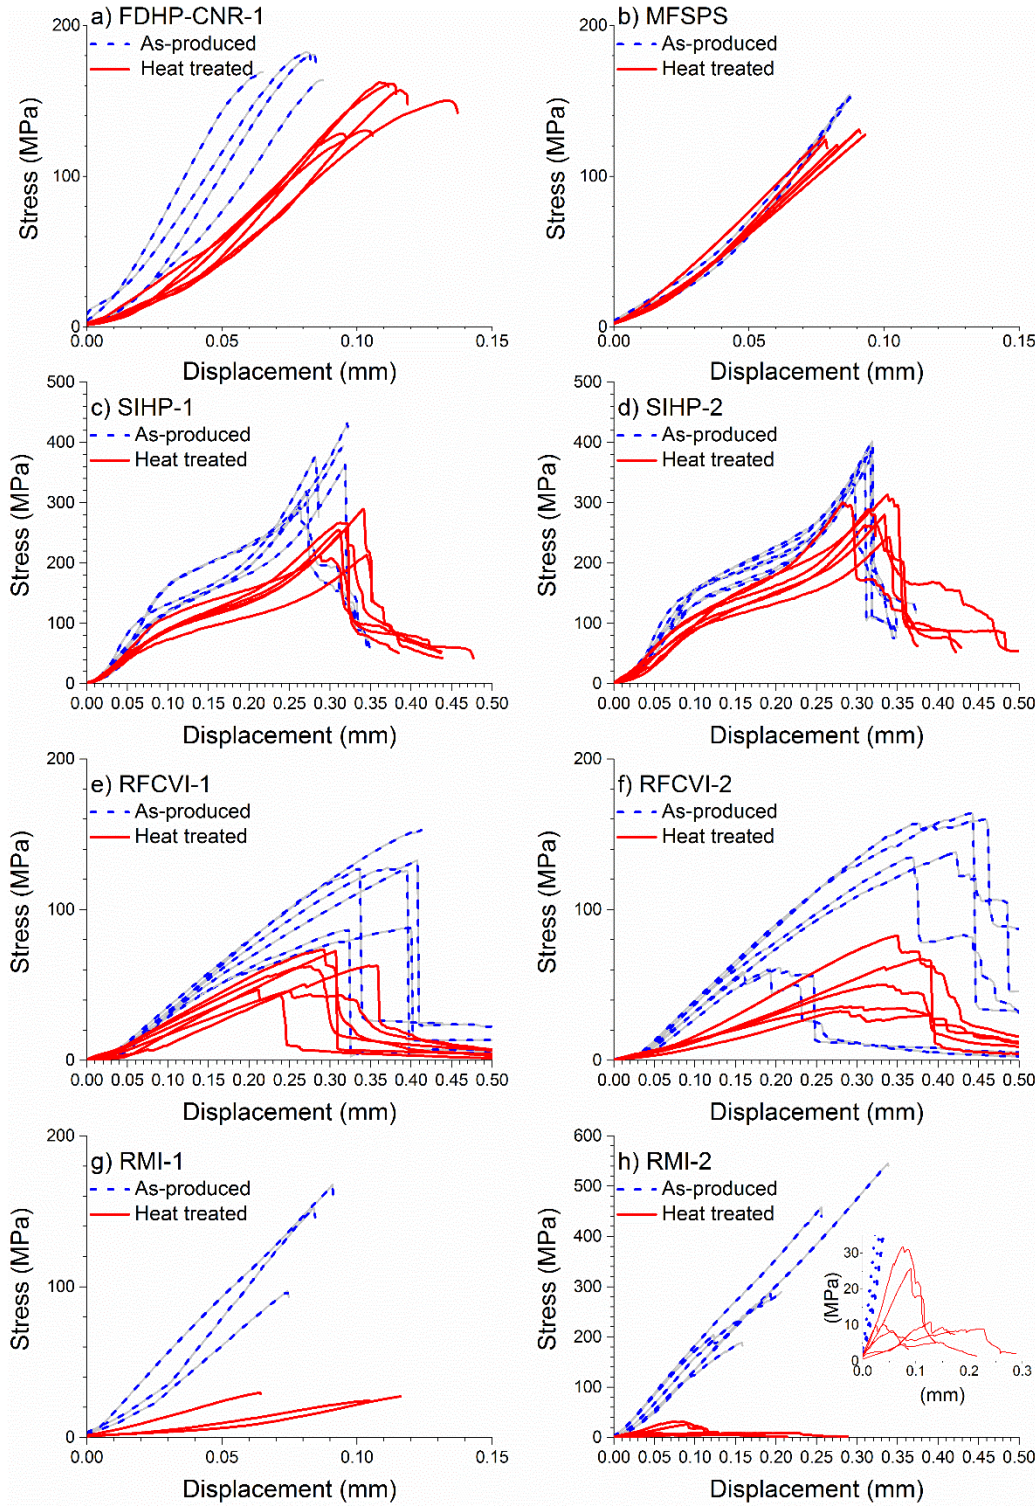 a) FDHP-CNR-1
As-produced
Heat treated
Stress (MPa)
200
100
0
0.00 0.05 0.10 0.15
Displacement (mm)
b) MFSPS
As-produced
Heat treated
Stress (MPa)
200
100
0
0.00 0.05 0.10 0.15
Displacement (mm)
c) SIHP-1
As-produced
Heat treated
Stress (MPa)
500
400
300
200
100
0
0.00 0.05 0.10 0.15 0.20 0.25 0.30 0.35 0.40 0.45 0.50
Displacement (mm)
d) SIHP-2
As-produced
Heat treated
Stress (MPa)
500
400
300
200
100
0
0.00 0.05 0.10 0.15 0.20 0.25 0.30 0.35 0.40 0.45 0.50
Displacement (mm)
e) RFCVI-1
As-produced
Heat treated
Stress (MPa)
200
100
0
0.00 0.05 0.10 0.15 0.20 0.25 0.30 0.35 0.40 0.45 0.50
Displacement (mm)
f) RFCVI-2
As-produced
Heat treated
Stress (MPa)
200
100
0
0.00 0.05 0.10 0.15 0.20 0.25 0.30 0.35 0.40 0.45 0.50
Displacement (mm)
g) RMI-1
As-produced
Heat treated
Stress (MPa)
200
100
0
0.00 0.05 0.10 0.15
Displacement (mm)
h) RMI-2
As-produced
Heat treated
Stress (MPa)
600
500
400
300
200
100
0
0.00 0.05 0.10 0.15 0.20 0.25 0.30 0.35 0.40 0.45 0.50
Displacement (mm)
(MPa)
30
20
10
0
0.0 0.1 0.2 0.3
(mm)